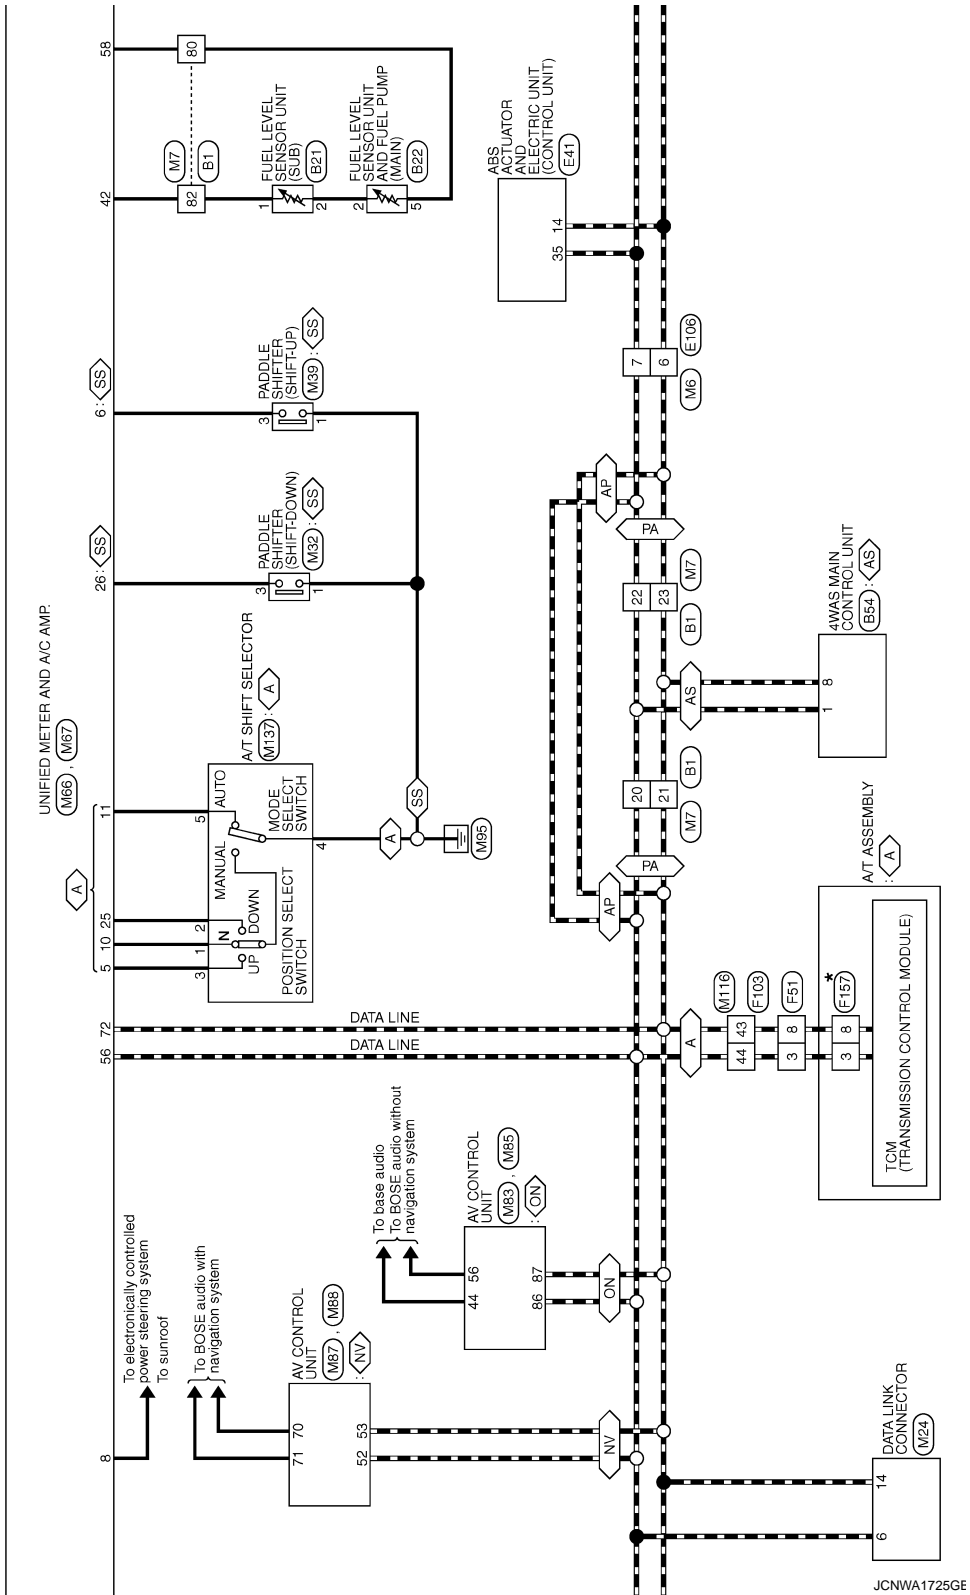 UNIFIED METER AND A/C AMP.
M66 , M67
8
To electronically controlled
power steering system
To sunroof
To BOSE audio with
navigation system
71
70
AV CONTROL
UNIT
M87 , M88
: NV
52
53
NV
To base audio
To BOSE audio without
navigation system
44
56
AV CONTROL
UNIT
M83 , M85
: ON
86
87
ON
56
72
DATA LINE
DATA LINE
A
5
10
25
11
3
1
2
5
UP
N
DOWN
MANUAL
AUTO
POSITION SELECT
SWITCH
MODE
SELECT
SWITCH
4
A/T SHIFT SELECTOR
M137 : A
A
SS
M95
26 : SS
3
1
PADDLE
SHIFTER
(SHIFT-DOWN)
M32 : SS
6 : SS
3
1
PADDLE
SHIFTER
(SHIFT-UP)
M39 : SS
42
58
82
80
M7
B1
1
2
FUEL LEVEL
SENSOR UNIT
(SUB)
B21
2
5
FUEL LEVEL
SENSOR UNIT
AND FUEL PUMP
(MAIN)
B22
ABS
ACTUATOR
AND
ELECTRIC UNIT
(CONTROL UNIT)
E41
35
14
7
6
M6
E106
AP
PA
22
23
B1
M7
AS
1
8
4WAS MAIN
CONTROL UNIT
B54 : AS
20
21
M7
B1
PA
AP
A
44
43
M116
F103
3
8
F51
3
8
*
F157
A/T ASSEMBLY
: A
TCM
(TRANSMISSION CONTROL MODULE)
6
14
DATA LINK
CONNECTOR
M24
JCNWA1725GE